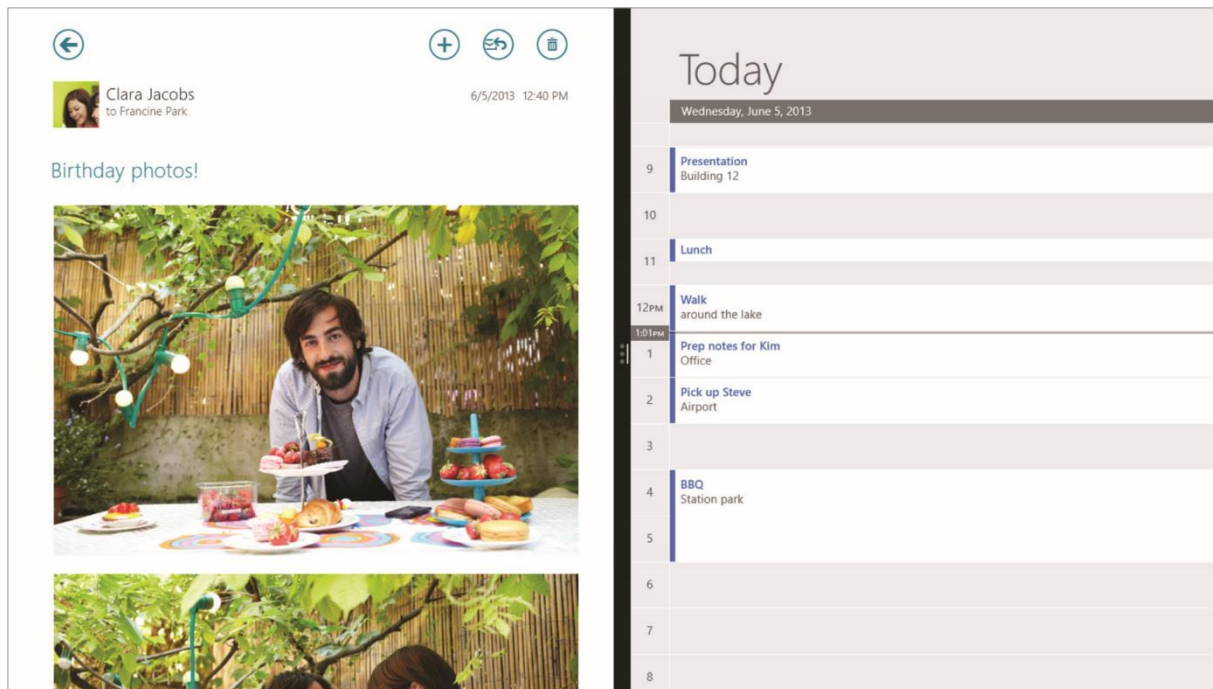 Clara Jacobs
to Francine Park
6/5/2013 12:40 PM
Birthday photos!
Today
Wednesday, June 5, 2013
9
Presentation
Building 12
10
11
Lunch
12PM
Walk
around the lake
1:01PM
1
Prep notes for Kim
Office
2
Pick up Steve
Airport
3
4
BBQ
Station park
5
6
7
8